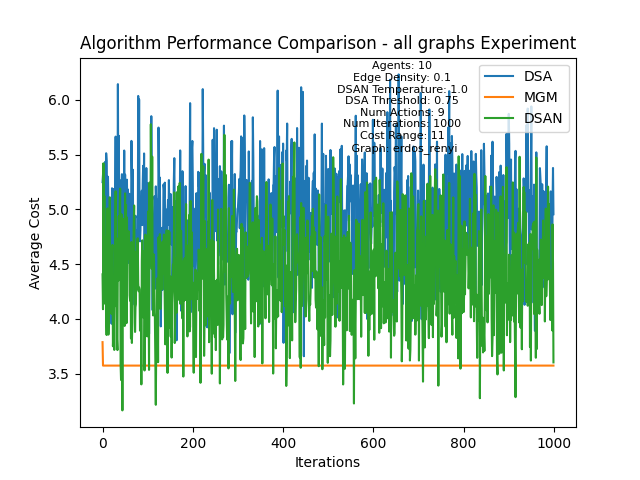 Algorithm Performance Comparison - all graphs Experiment
Agents: 10
Edge Density: 0.1
DSAN Temperature: 1.0
DSA Threshold: 0.75
Num Actions: 9
Num Iterations: 1000
Cost Range: 11
Graph: erdos_renyi
DSA
MGM
DSAN
Average Cost
6.0
5.5
5.0
4.5
4.0
3.5
0
200
400
600
800
1000
Iterations